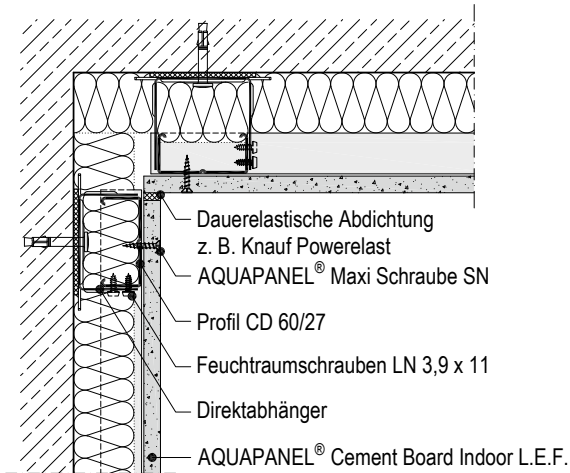 Dauerelastische Abdichtung
z. B. Knauf Powerelast
AQUAPANEL® Maxi Schraube SN
Profil CD 60/27
Feuchtraumschrauben LN 3,9 x 11
Direktabhänger
AQUAPANEL® Cement Board Indoor L.E.F.